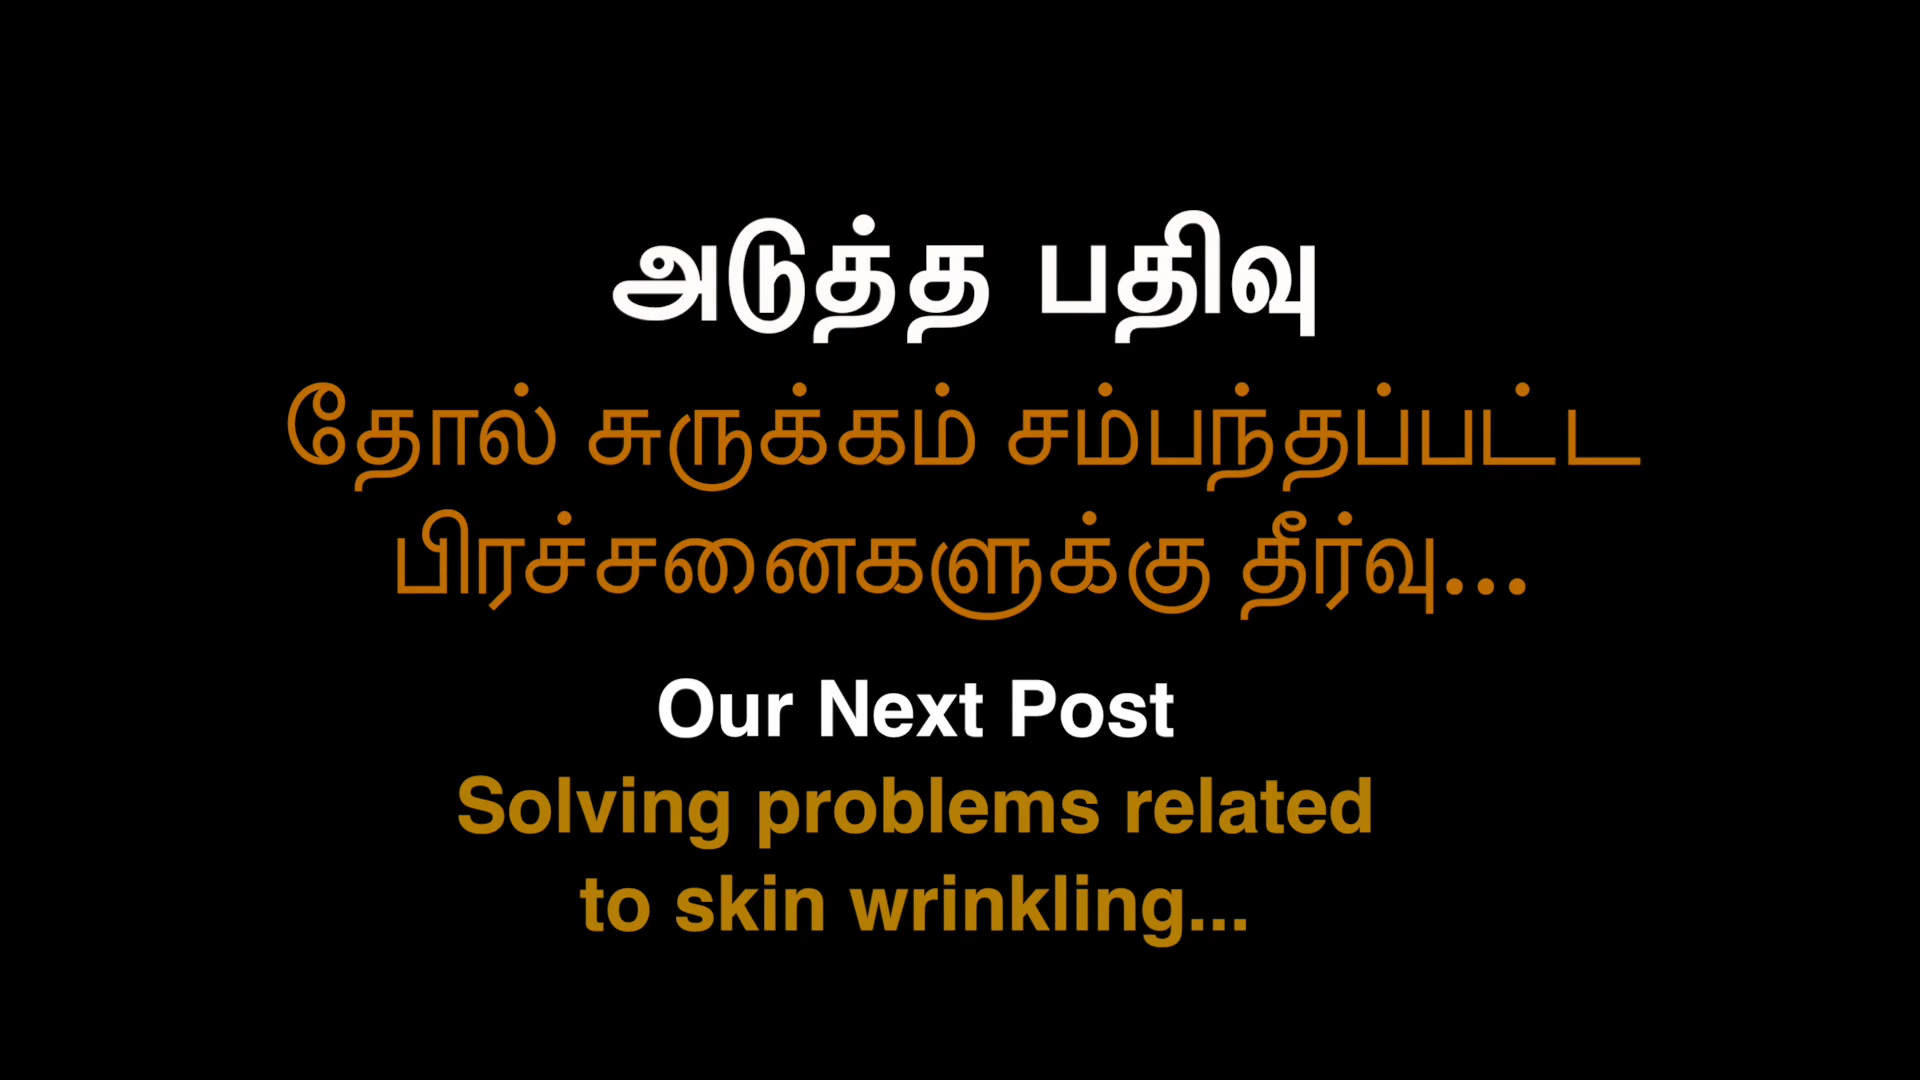 அடுத்த பதிவு
தோல் சுருக்கம் சம்பந்தப்பட்ட
பிரச்சனைகளுக்கு தீர்வு...
Our Next Post
Solving problems related
to skin wrinkling...